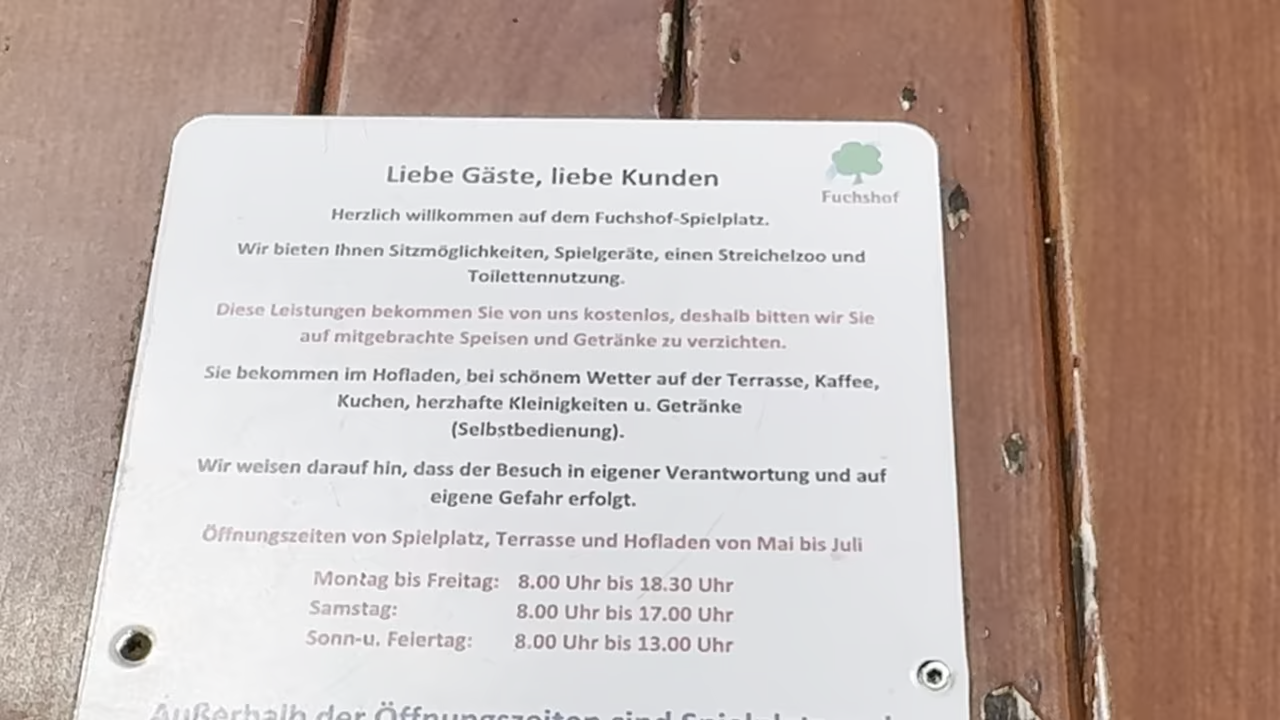 Liebe Gäste, liebe Kunden
Fuchshof
Herzlich willkommen auf dem Fuchshof-Spielplatz.
Wir bieten Ihnen Sitzmöglichkeiten, Spielgeräte, einen Streichelzoo und
Toilettennutzung.
Diese Leistungen bekommen Sie von uns kostenlos, deshalb bitten wir Sie
auf mitgebrachte Speisen und Getränke zu verzichten.
Sie bekommen im Hofladen, bei schönem Wetter auf der Terrasse, Kaffee,
Kuchen, herzhafte Kleinigkeiten u. Getränke
(Selbstbedienung).
Wir weisen darauf hin, dass der Besuch in eigener Verantwortung und auf
eigene Gefahr erfolgt.
Öffnungszeiten von Spielplatz, Terrasse und Hofladen von Mai bis Juli
Montag bis Freitag: 8.00 Uhr bis 18.30 Uhr
Samstag: 8.00 Uhr bis 17.00 Uhr
Sonn-u. Feiertag: 8.00 Uhr bis 13.00 Uhr
Außerhalb der Öffnungszeiten sind